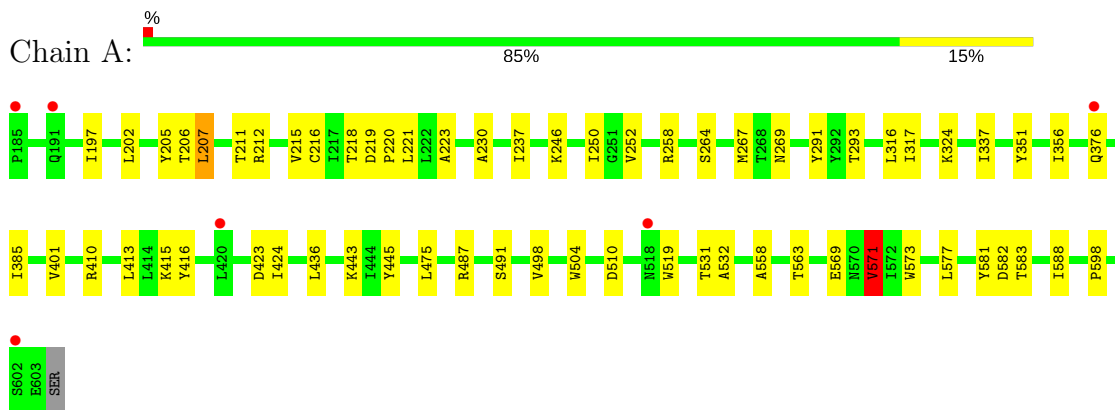 %
Chain A:
85% 15%
P185 Q191 I197 L202 Y205 T206 L207 T211 R212 V215 C216 I217 T218 D219 P220 L221 L222 A223 A230 I237 K246 I250 G251 V252 R258 S264 M267 T268 N269 Y291 Y292 T293 L316 I317 K324 I337 Y351 I356 Q376
I385 V401 R410 L413 L414 K415 Y416 L420 D423 I424 L436 K443 I444 Y445 L475 R487 S491 V498 W504 D510 N518 W519 T531 A532 A558 T563 E569 N570 V571 I572 W573 L577 Y581 D582 T583 I588 P598
S602 E603 SER